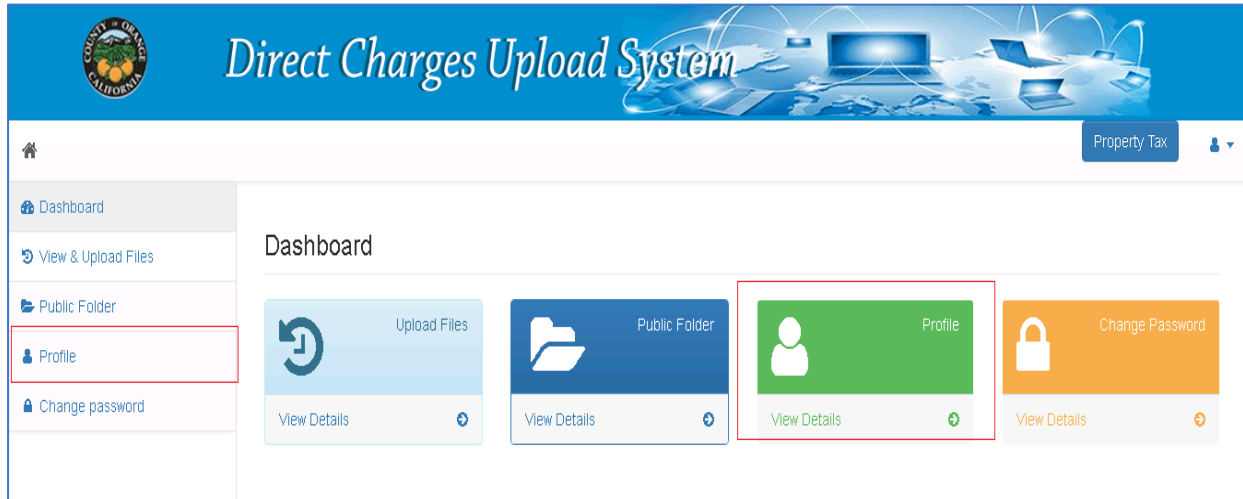 COUNTY OF ORANGE
CALIFORNIA
Direct Charges Upload System
Property Tax
Dashboard
View & Upload Files
Public Folder
Profile
Change password
Dashboard
Upload Files
View Details
Public Folder
View Details
Profile
View Details
Change Password
View Details